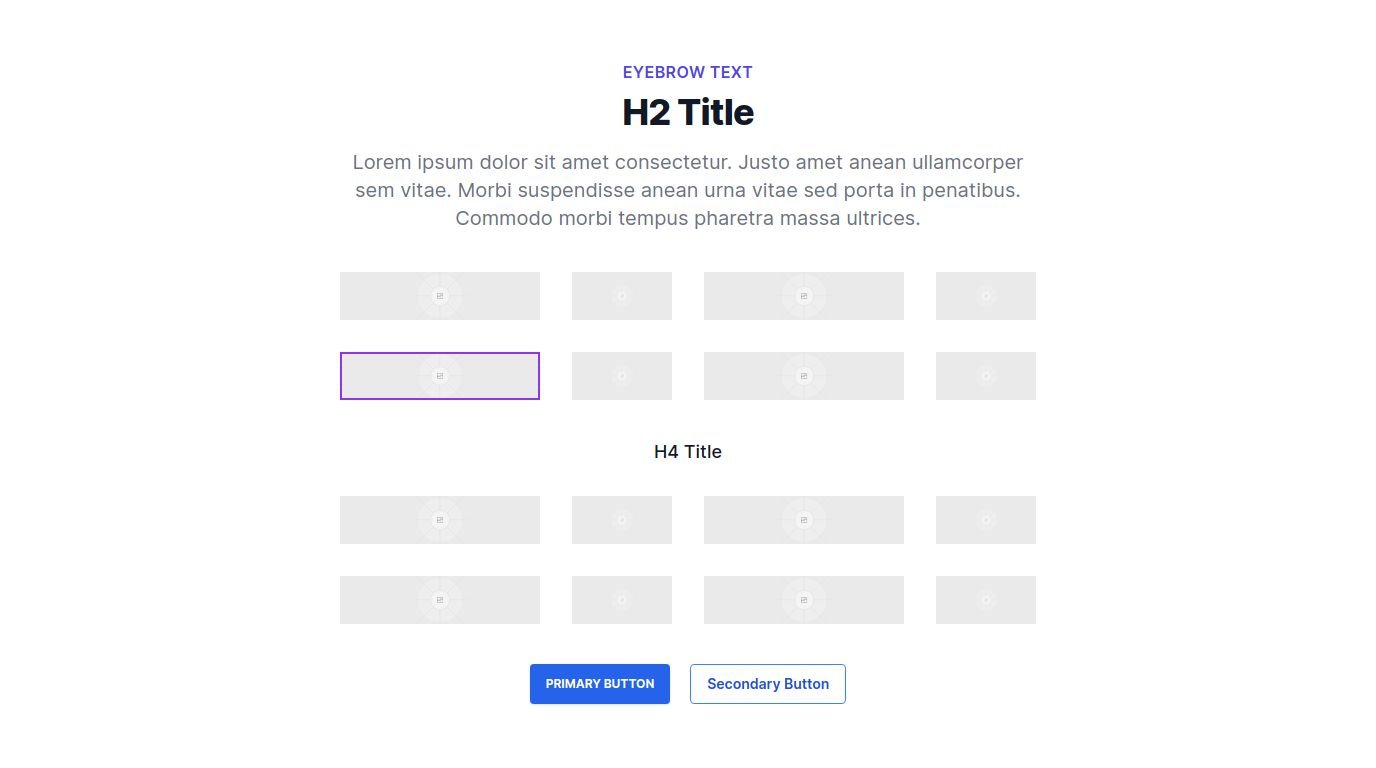 EYEBROW TEXT
H2 Title
Lorem ipsum dolor sit amet consectetur. Justo amet anean ullamcorper
sem vitae. Morbi suspendisse anean urna vitae sed porta in penatibus.
Commodo morbi tempus pharetra massa ultrices.
H4 Title
PRIMARY BUTTON
Secondary Button